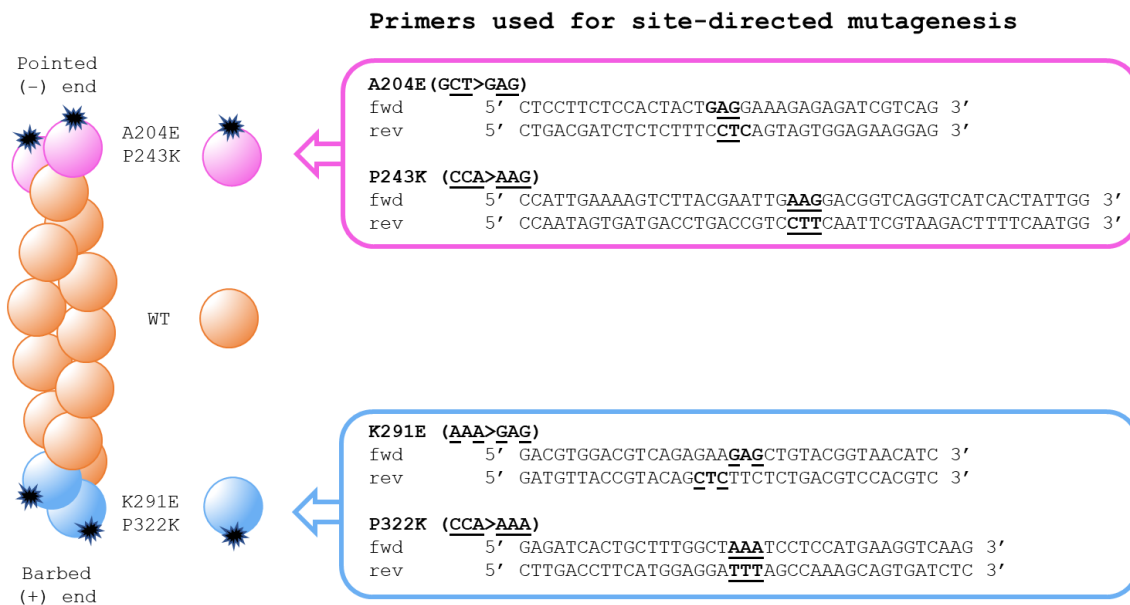 Primers used for site-directed mutagenesis
Pointed
(-) end
A204E
P243K
WT
K291E
P322K
Barbed
(+) end
A204E(GCT>GAG)
fwd 5’ CTCCTTCTCCACTACTGAGGAAAGAGAGATCGTCAG 3’
rev 5’ CTGACGATCTCTCTTTCCTCAGTAGTGGAGAAGGAG 3’
P243K (CCA>AAG)
fwd 5’ CCATTGAAAAGTCTTACGAATTGAAGGACGGTCAGGTCATCACTATTGG 3’
rev 5’ CCAATAGTGATGACCTGACCGTCCTTCAATTCGTAAGACTTTTCAATGG 3’
K291E (AAA>GAG)
fwd 5’ GACGTGGACGTCAGAGAAGAGCTGTACGGTAACATC 3’
rev 5’ GATGTTACCGTACAGCTCTTCTCTGACGTCCACGTC 3’
P322K (CCA>AAA)
fwd 5’ GAGATCACTGCTTTGGCTAAATCCTCCATGAAGGTCAAG 3’
rev 5’ CTTGACCTTCATGGAGGATTTAGCCAAAGCAGTGATCTC 3’